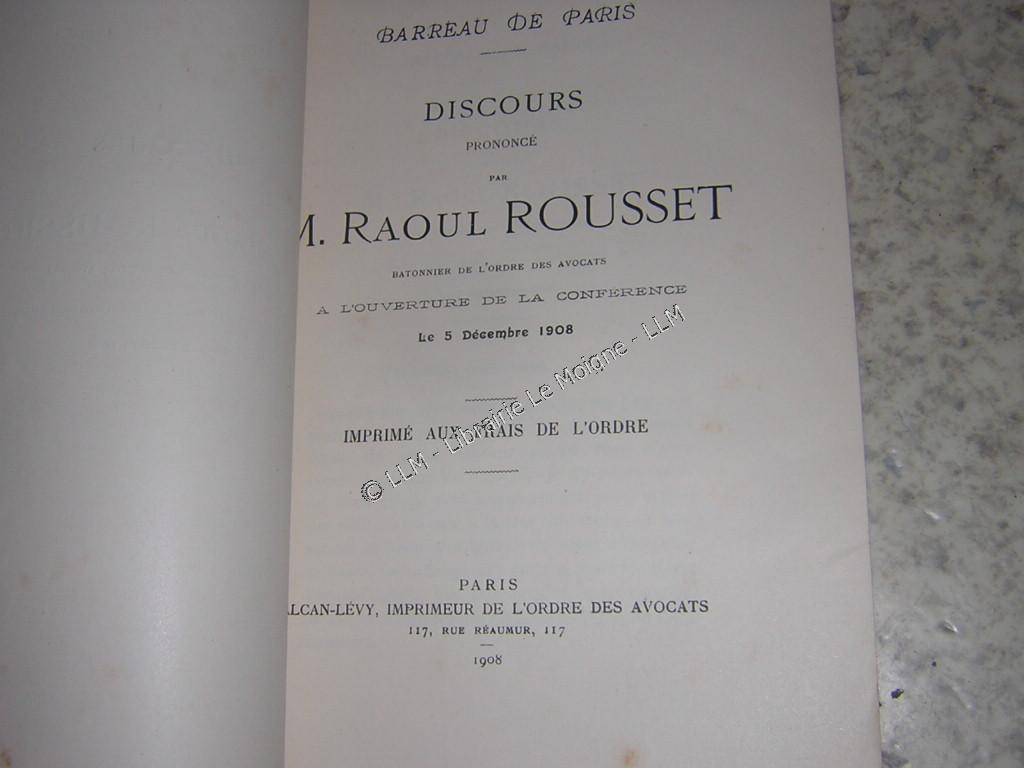 BARREAU DE PARIS
DISCOURS
PRONONCÉ
PAR
M. RAOUL ROUSSET
BATONNIER DE L'ORDRE DES AVOCATS
A L'OUVERTURE DE LA CONFÉRENCE
Le 5 Décembre 1908
IMPRIMÉ AUX FRAIS DE L'ORDRE
© LLM - Librairie Le Moigne - LLM
PARIS
LCAN-LÉVY, IMPRIMEUR DE L'ORDRE DES AVOCATS
117, RUE RÉAUMUR, 117
1908